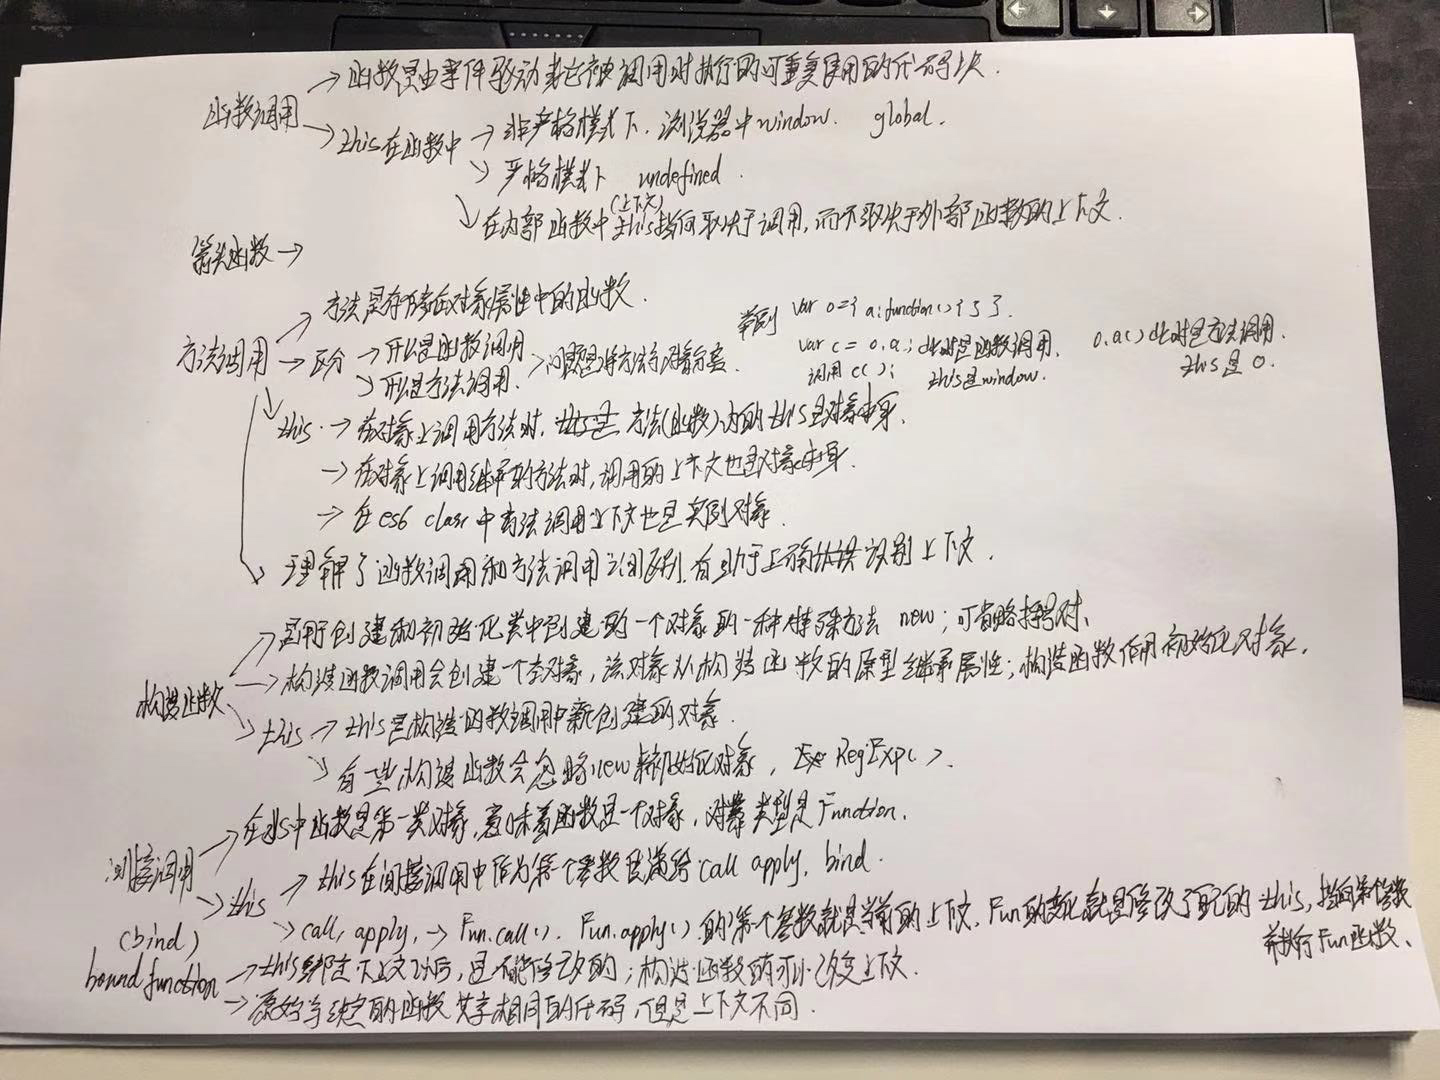 函数调用 → 函数是由事件驱动或它被调用时执行的可重复使用的代码块.
→ this在函数中 → 非严格模式下, 浏览器中window. global.
→ 严格模式下 undefined.
→ 在内部函数中(上下文)this指向取决于调用, 而不取决于外部函数的上下文.
箭头函数 →
方法调用 → 方法是存储在对象属性中的函数.
→ 区分 → 什么是函数调用
→ 什么是方法调用. > 问题是将方法与对象分离.
举例 var o={ a:function(){ } }.
var c = o.a; 此时是函数调用.
调用 c(); this是window.
o.a() 此时是方法调用.
this是 o.
this. → 在对象上调用方法时, 方法(函数)内的this是对象本身.
→ 在对象上调用继承的方法时, 调用的上下文也是对象本身.
→ 在es6 class中方法调用上下文也是实例对象.
→ 理解了函数调用和方法调用之间区别, 有助于正确识别上下文.
构造函数 → 是用创建和初始化类中创建的一个对象的一种特殊方法 new; 可省略括号对.
→ 构造函数调用会创建一个空对象, 该对象从构造函数的原型继承属性; 构造函数作用初始化对象.
→ this → this是构造函数调用中新创建的对象.
→ 有一些构造函数会忽略new来初始化对象, RegExp().
间接调用 → 在JS中函数是第一类对象, 意味着函数是一个对象, 对象类型是Function.
→ this → this在间接调用中作为第一个参数传递给 call apply. bind.
→ call, apply, → Fun.call(). Fun.apply() 的第一个参数就是当前的上下文. Fun的变化就是修改了的this, 指向第一个参数
并执行Fun函数.
(bind)
bound function → this绑定上下文以后, 是不能修改的; 构造函数时可以改变上下文.
→ 原始与绑定的函数共享相同的代码, 但是上下文不同.